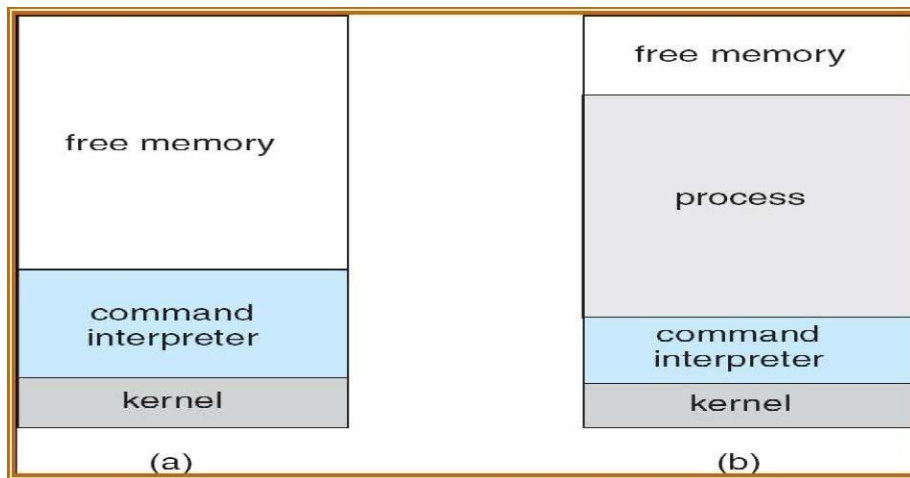 free memory
command
interpreter
kernel
(a)
free memory
process
command
interpreter
kernel
(b)